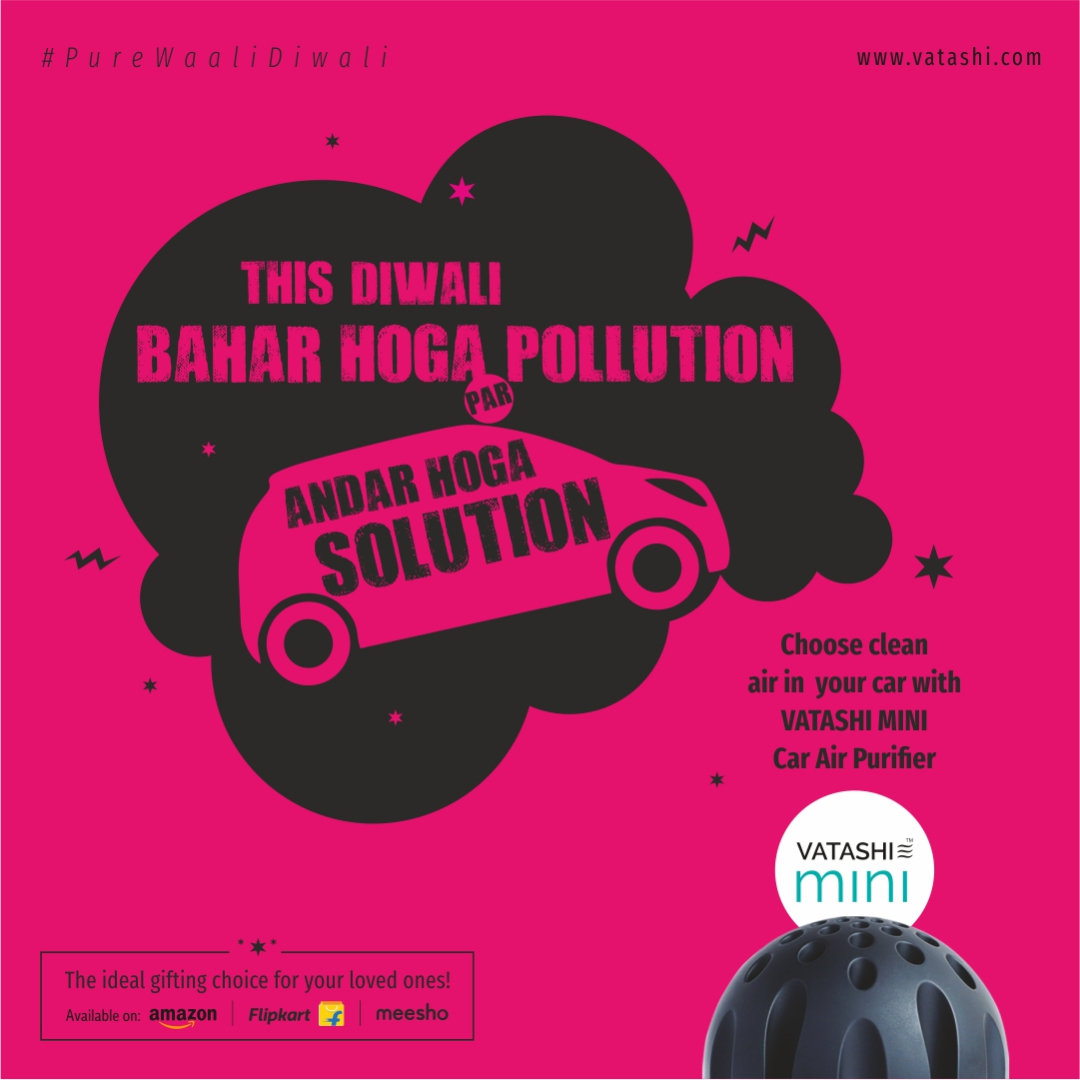 #PureWaaliDiwali
www.vatashi.com
THIS DIWALI
BAHAR HOGA POLLUTION
PAR
ANDAR HOGA
SOLUTION
Choose clean
air in your car with
VATASHI MINI
Car Air Purifier
VATASHI™
mini
The ideal gifting choice for your loved ones!
Available on: amazon | Flipkart | meesho